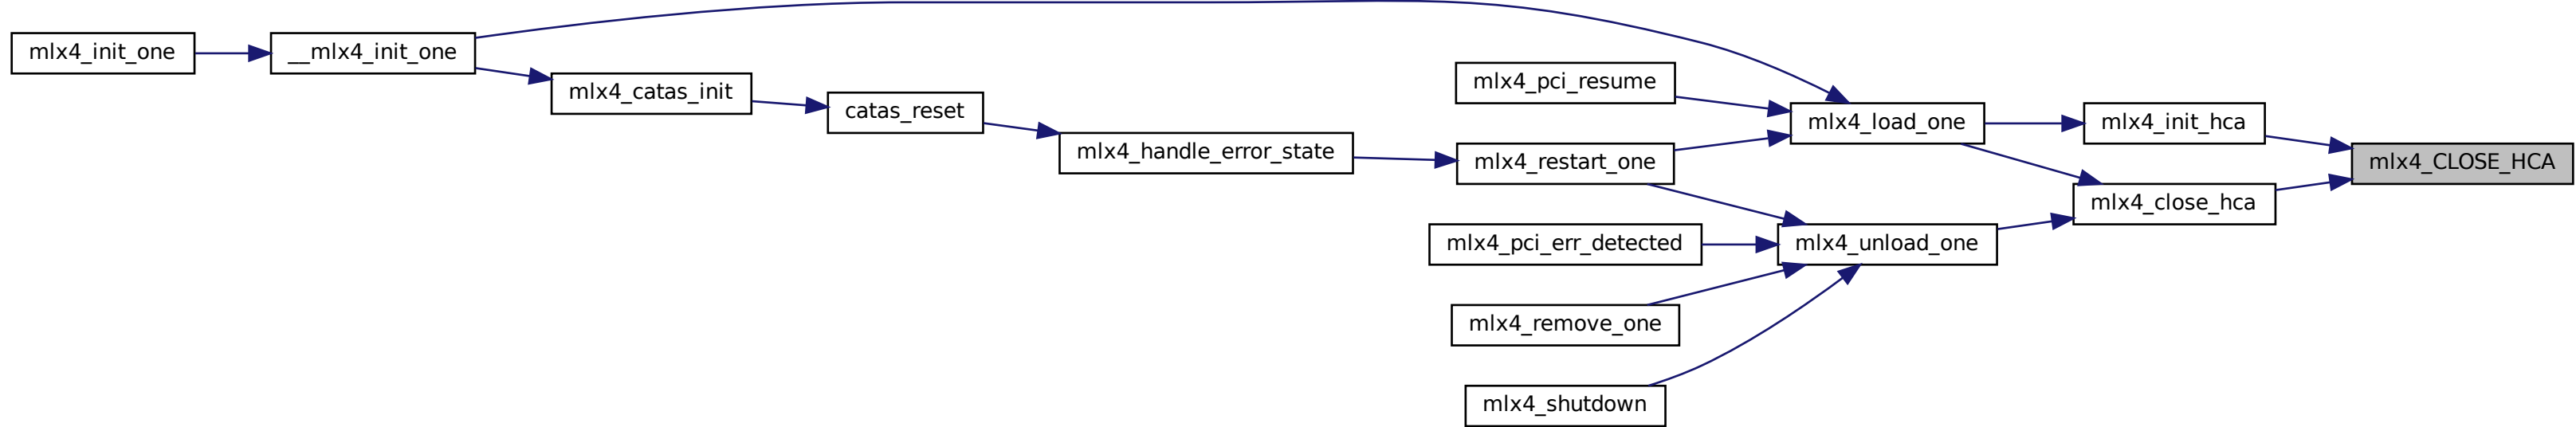 mlx4_init_one
__mlx4_init_one
mlx4_catas_init
catas_reset
mlx4_handle_error_state
mlx4_pci_resume
mlx4_restart_one
mlx4_pci_err_detected
mlx4_remove_one
mlx4_shutdown
mlx4_load_one
mlx4_unload_one
mlx4_init_hca
mlx4_close_hca
mlx4_CLOSE_HCA